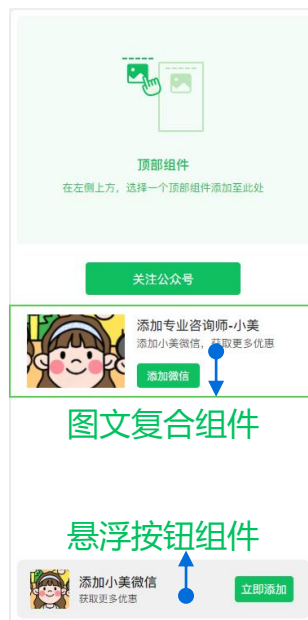 顶部组件
在左侧上方，选择一个顶部组件添加至此处
关注公众号
添加专业咨询师-小美
添加小美微信，获取更多优惠
添加微信
图文复合组件
悬浮按钮组件
添加小美微信
获取更多优惠
立即添加